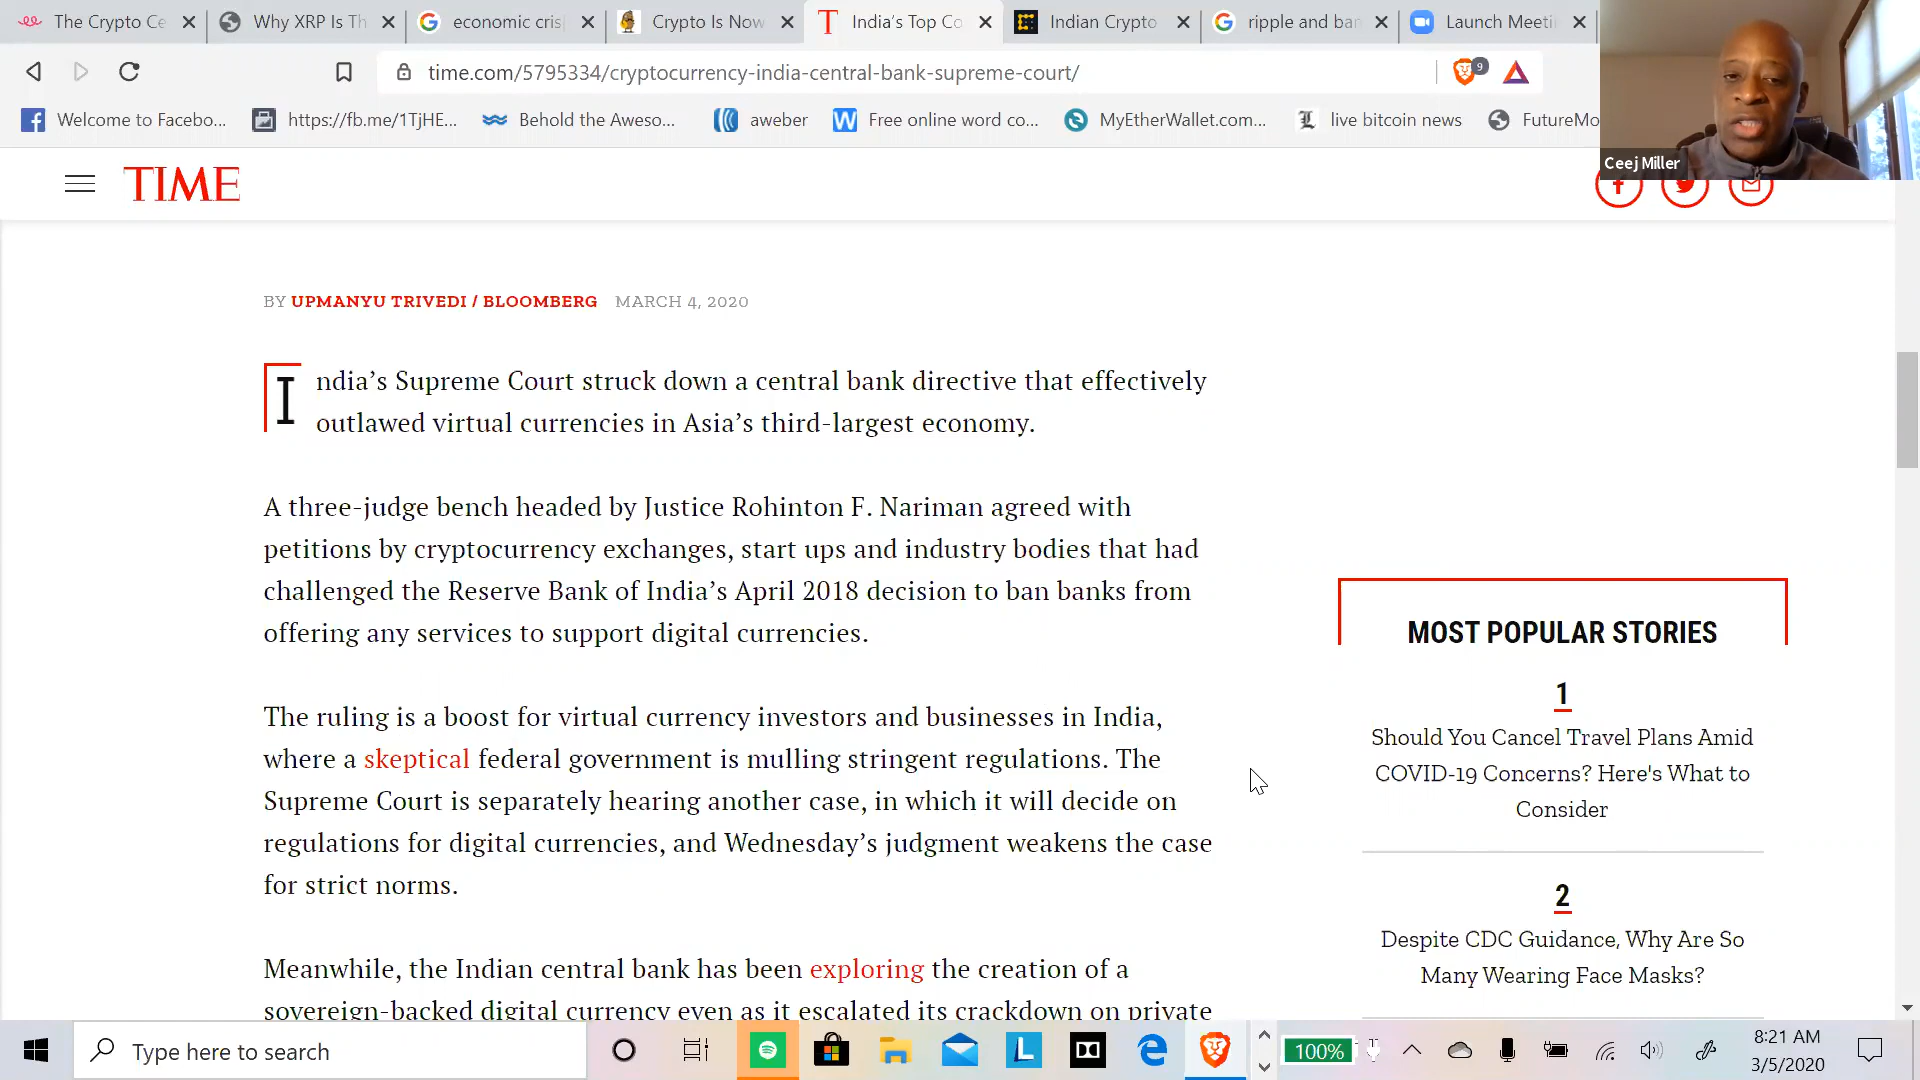 The Crypto Ce
Why XRP Is Th
economic cris
Crypto Is Now
India's Top Co
Indian Crypto
ripple and ban
Launch Meeti
time.com/5795334/cryptocurrency-india-central-bank-supreme-court/
9
Welcome to Facebo...
https://fb.me/1TjHE...
Behold the Aweso...
aweber
Free online word co...
MyEtherWallet.com...
live bitcoin news
FutureMo
Ceej Miller
TIME
BY UPMANYU TRIVEDI / BLOOMBERG MARCH 4, 2020
India's Supreme Court struck down a central bank directive that effectively
outlawed virtual currencies in Asia's third-largest economy.
A three-judge bench headed by Justice Rohinton F. Nariman agreed with
petitions by cryptocurrency exchanges, start ups and industry bodies that had
challenged the Reserve Bank of India's April 2018 decision to ban banks from
offering any services to support digital currencies.
The ruling is a boost for virtual currency investors and businesses in India,
where a skeptical federal government is mulling stringent regulations. The
Supreme Court is separately hearing another case, in which it will decide on
regulations for digital currencies, and Wednesday's judgment weakens the case
for strict norms.
Meanwhile, the Indian central bank has been exploring the creation of a
sovereign-backed digital currency even as it escalated its crackdown on private
MOST POPULAR STORIES
1
Should You Cancel Travel Plans Amid
COVID-19 Concerns? Here's What to
Consider
2
Despite CDC Guidance, Why Are So
Many Wearing Face Masks?
Type here to search
100%
8:21 AM
3/5/2020